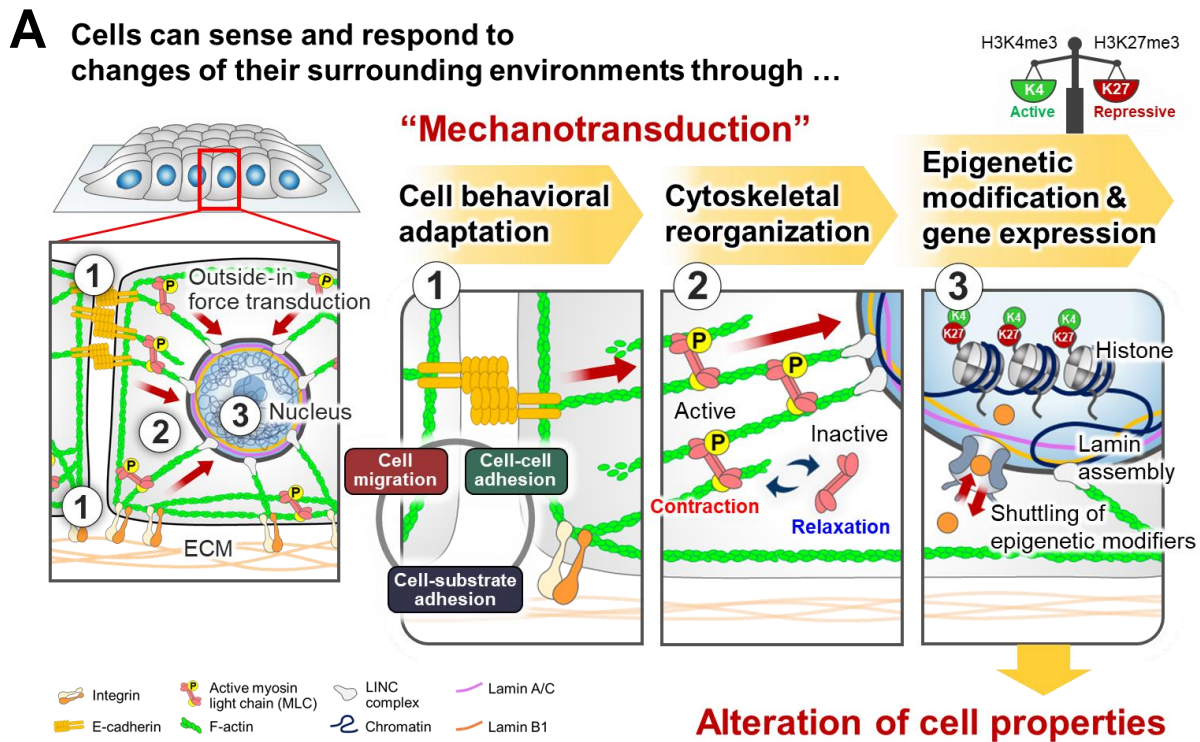 A
Cells can sense and respond to
changes of their surrounding environments through ...
H3K4me3
H3K27me3
K4
K27
Active
Repressive
“Mechanotransduction”
Cell behavioral
adaptation
Cytoskeletal
reorganization
Epigenetic
modification &
gene expression
1
Outside-in
force transduction
P
P
P
P
P
P
3
Nucleus
2
1
ECM
1
Cell
migration
Cell-cell
adhesion
Cell-substrate
adhesion
2
P
P
P
Active
Inactive
Contraction
Relaxation
3
K4
K27
K4
K27
K4
K27
Histone
Lamin
assembly
Shuttling of
epigenetic modifiers
Integrin
E-cadherin
P
Active myosin
light chain (MLC)
F-actin
LINC
complex
Chromatin
Lamin A/C
Lamin B1
Alteration of cell properties